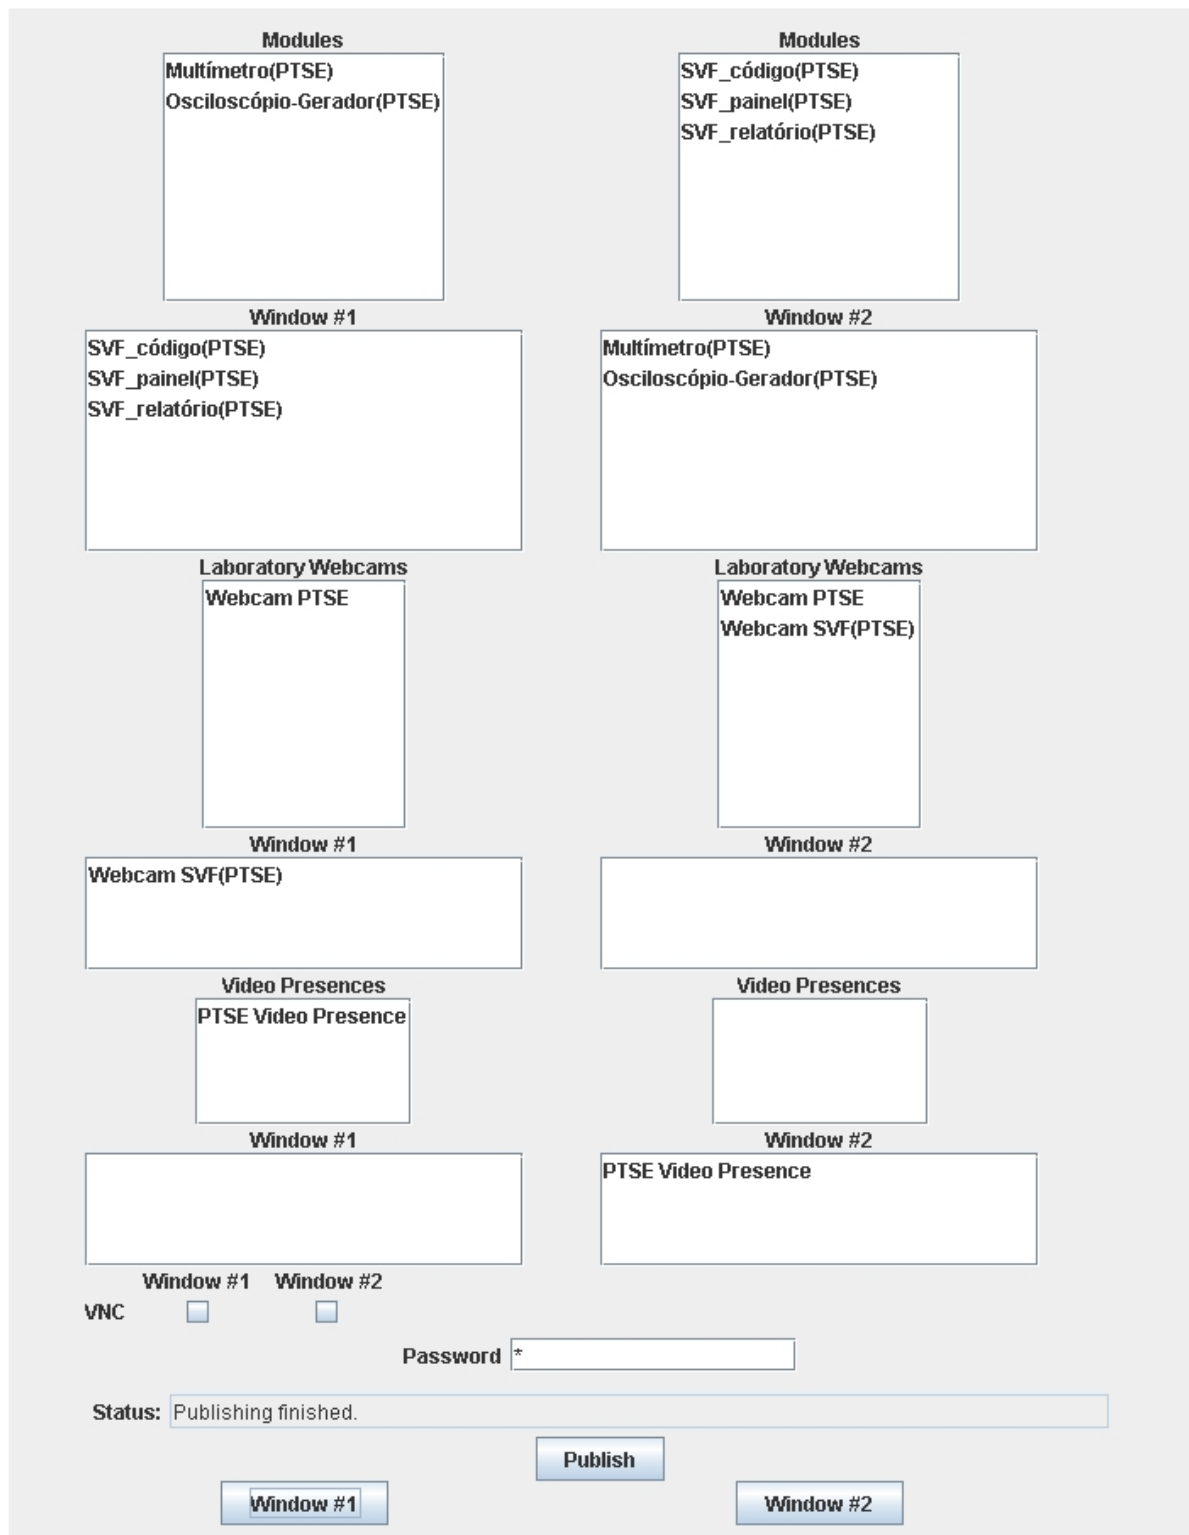 Modules Modules
Multímetro(PTSE) SVF_código(PTSE)
Osciloscópio-Gerador(PTSE) SVF_painel(PTSE)
SVF_relatório(PTSE)
Window #1 Window #2
SVF_código(PTSE) Multímetro(PTSE)
SVF_painel(PTSE) Osciloscópio-Gerador(PTSE)
SVF_relatório(PTSE)
Laboratory Webcams Laboratory Webcams
Webcam PTSE Webcam PTSE
Webcam SVF(PTSE)
Window #1 Window #2
Webcam SVF(PTSE)
Video Presences Video Presences
PTSE Video Presence
Window #1 Window #2
PTSE Video Presence
Window #1 Window #2
VNC
Password *
Status: Publishing finished.
Publish
Window #1 Window #2